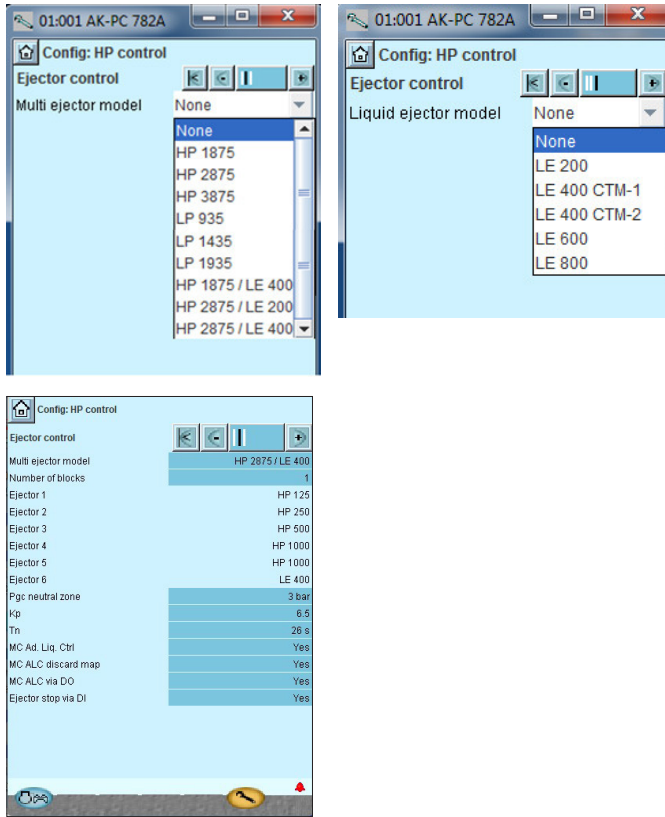 01:001 AK-PC 782A
Config: HP control
Ejector control
Multi ejector model None
None
HP 1875
HP 2875
HP 3875
LP 935
LP 1435
LP 1935
HP 1875 / LE 400
HP 2875 / LE 200
HP 2875 / LE 400
01:001 AK-PC 782A
Config: HP control
Ejector control
Liquid ejector model None
None
LE 200
LE 400 CTM-1
LE 400 CTM-2
LE 600
LE 800
Config: HP control
Ejector control
Multi ejector model HP 2875 / LE 400
Number of blocks 1
Ejector 1 HP 125
Ejector 2 HP 250
Ejector 3 HP 500
Ejector 4 HP 1000
Ejector 5 HP 1000
Ejector 6 LE 400
Pgc neutral zone 3 bar
Kp 6.5
Tn 26 s
MC Ad. Liq. Ctrl Yes
MC ALC discard map Yes
MC ALC via DO Yes
Ejector stop via DI Yes